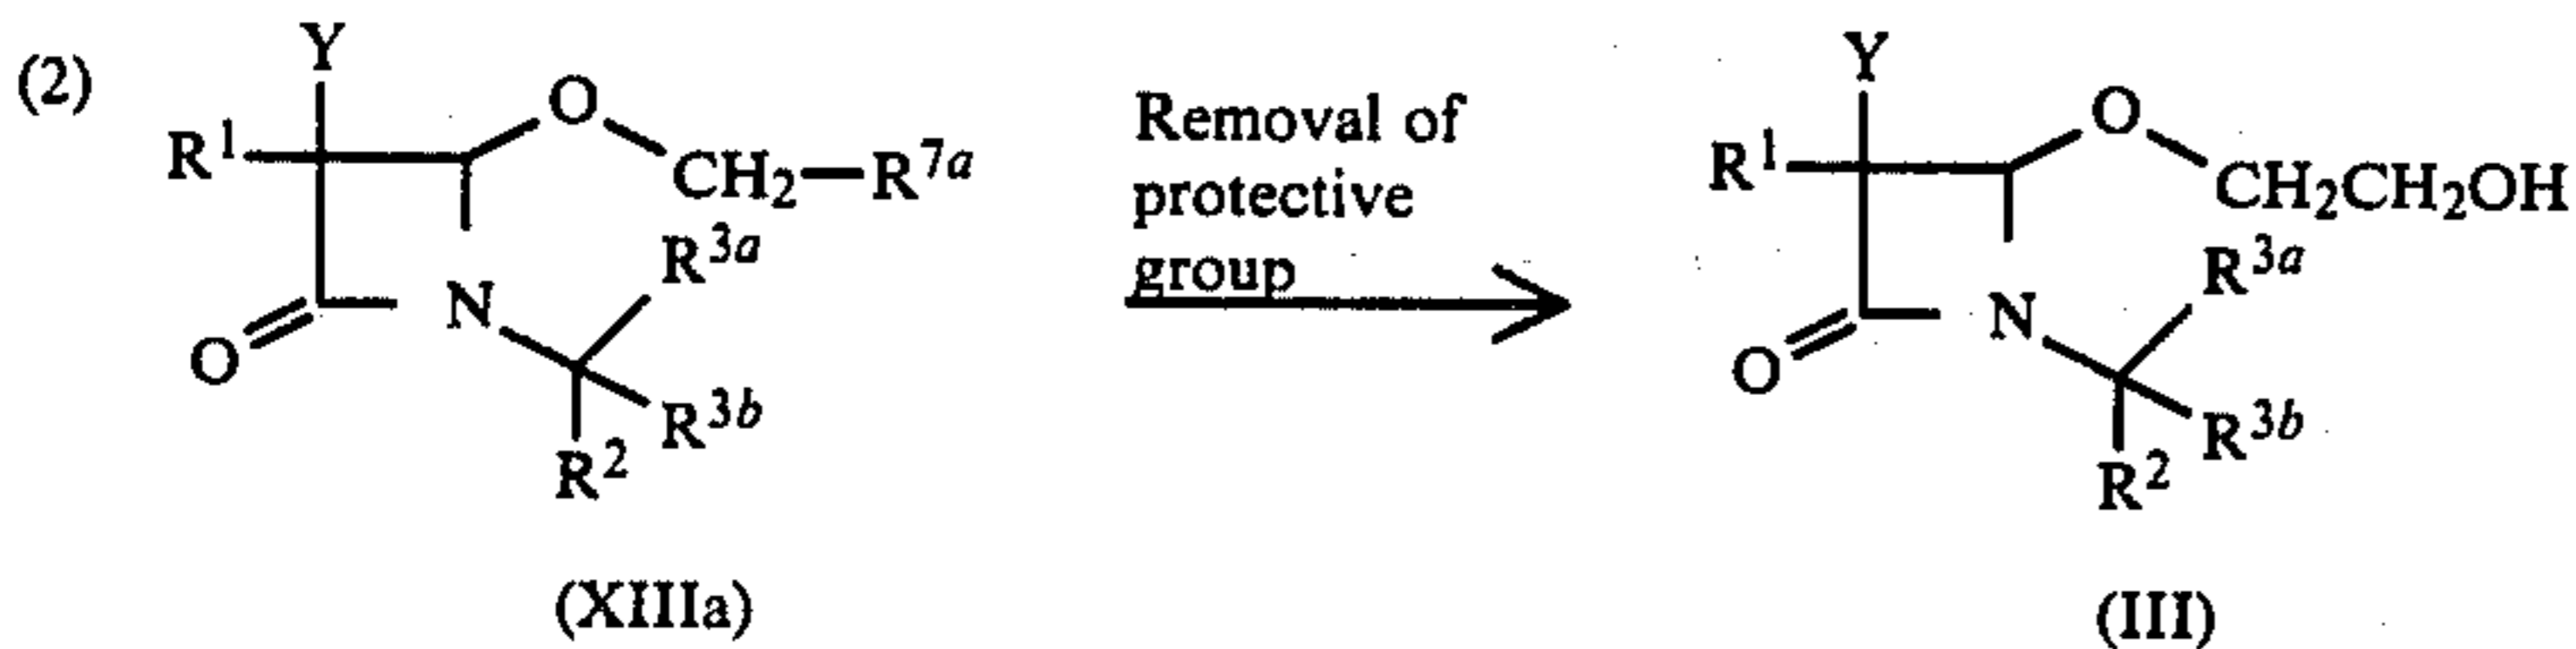 (2)
Y
R¹
O
CH₂—R⁷ᵃ
R³ᵃ
N
O
R³ᵇ
R²
(XIIIa)
Removal of
protective
group
Y
R¹
O
CH₂CH₂OH
R³ᵃ
N
O
R³ᵇ
R²
(III)